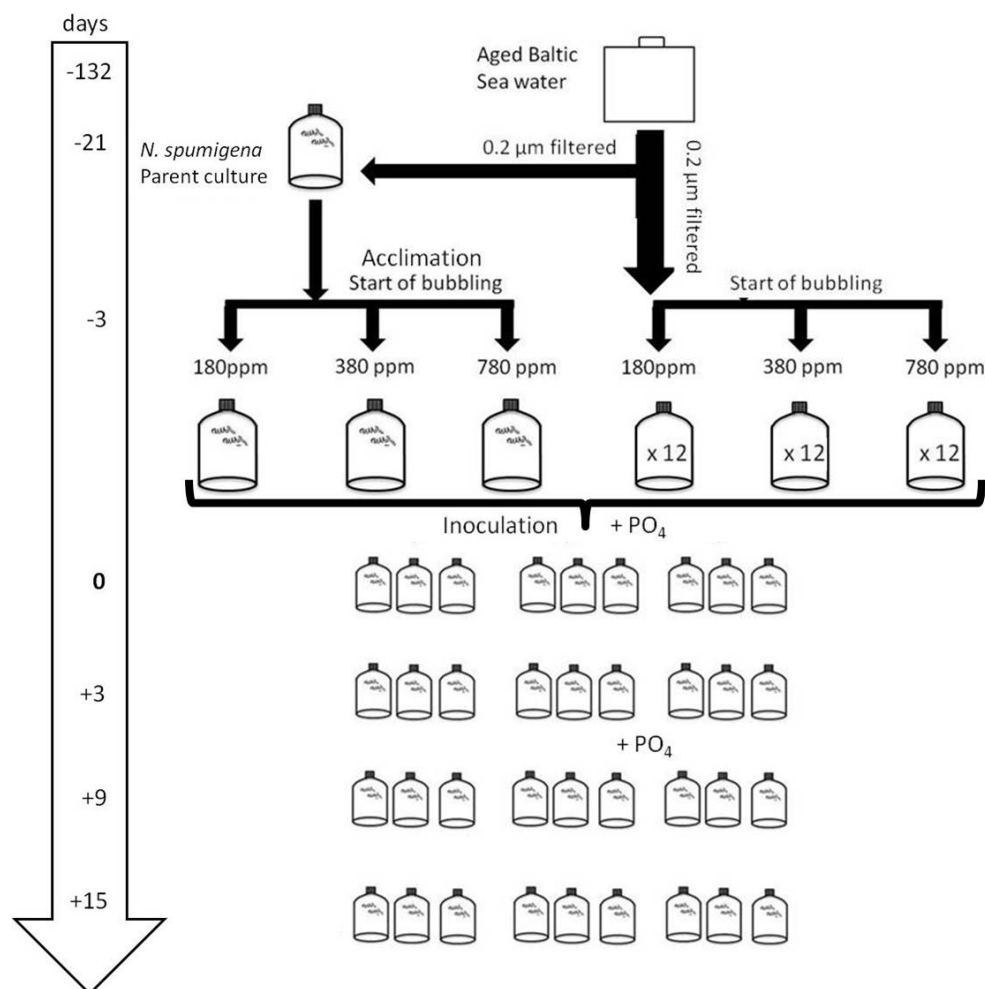 days
-132
-21
-3
0
+3
+9
+15
Aged Baltic
Sea water
N. spumigena
Parent culture
0.2 µm filtered
0.2 µm filtered
Acclimation
Start of bubbling
Start of bubbling
180ppm
380 ppm
780 ppm
180ppm
380 ppm
780 ppm
x 12
x 12
x 12
Inoculation
+ PO₄
+ PO₄